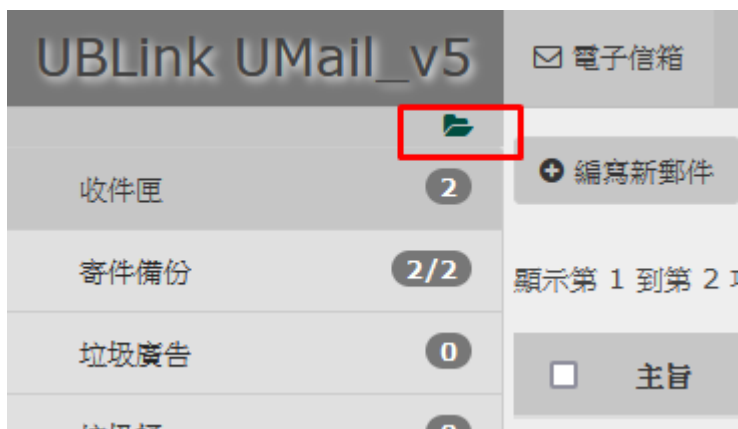 UBLink UMail_v5
電子信箱
收件匣 2
編寫新郵件
寄件備份 2/2
顯示第 1 到第 2
垃圾廣告 0
主旨